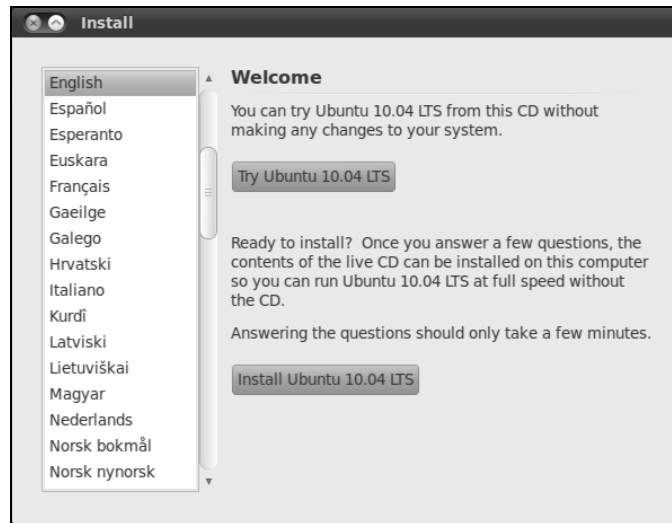 Install
English
Español
Esperanto
Euskara
Français
Gaeilge
Galego
Hrvatski
Italiano
Kurdî
Latviski
Lietuviškai
Magyar
Nederlands
Norsk bokmål
Norsk nynorsk
Welcome
You can try Ubuntu 10.04 LTS from this CD without
making any changes to your system.
Try Ubuntu 10.04 LTS
Ready to install?  Once you answer a few questions, the
contents of the live CD can be installed on this computer
so you can run Ubuntu 10.04 LTS at full speed without
the CD.
Answering the questions should only take a few minutes.
Install Ubuntu 10.04 LTS